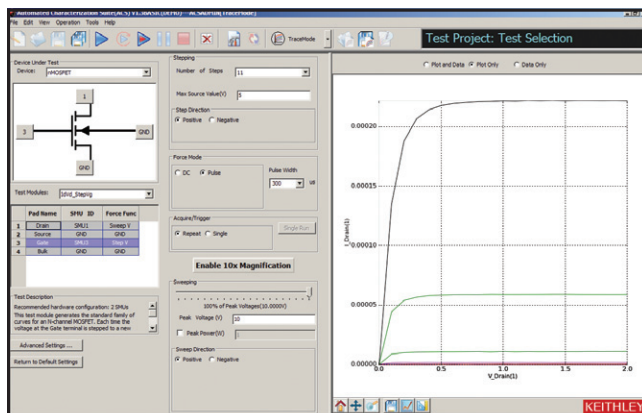 Automated Characterization Suite(ACS) V1.3BASIC(DEMO) - ACSADMIN(TraceMode)
File Edit View Operation Tools Help
TraceMode
Test Project: Test Selection
Device Under Test
Device: nMOSFET
1
3
GND
GND
Test Modules: IdVd_StepVg
Pad Name SMU ID Force Func
1 Drain SMU1 Sweep V
2 Source GND GND
3 Gate SMU2 Step V
4 Bulk GND GND
Test Description
Recommended hardware configuration: 2 SMUs
This test module generates the standard family of
curves for an N-channel MOSFET. Each time the
voltage at the Gate terminal is stepped to a new
Advanced Settings ...
Return to Default Settings
Stepping
Number of Steps 11
Max Source Value(V) 5
Step Direction
Positive Negative
Force Mode
DC Pulse
Pulse Width
300 us
Acquire/Trigger
Repeat Single
Single Run
Enable 10x Magnification
Sweeping
100% of Peak Voltages(10.0000V)
Peak Voltage (V) 10
Peak Power(W)
Sweep Direction
Positive Negative
Plot and Data Plot Only Data Only
0.00020
0.00015
0.00010
0.00005
0.00000
I_Drain(1)
0.0 0.5 1.0 1.5 2.0
V_Drain(1)
KEITHLEY